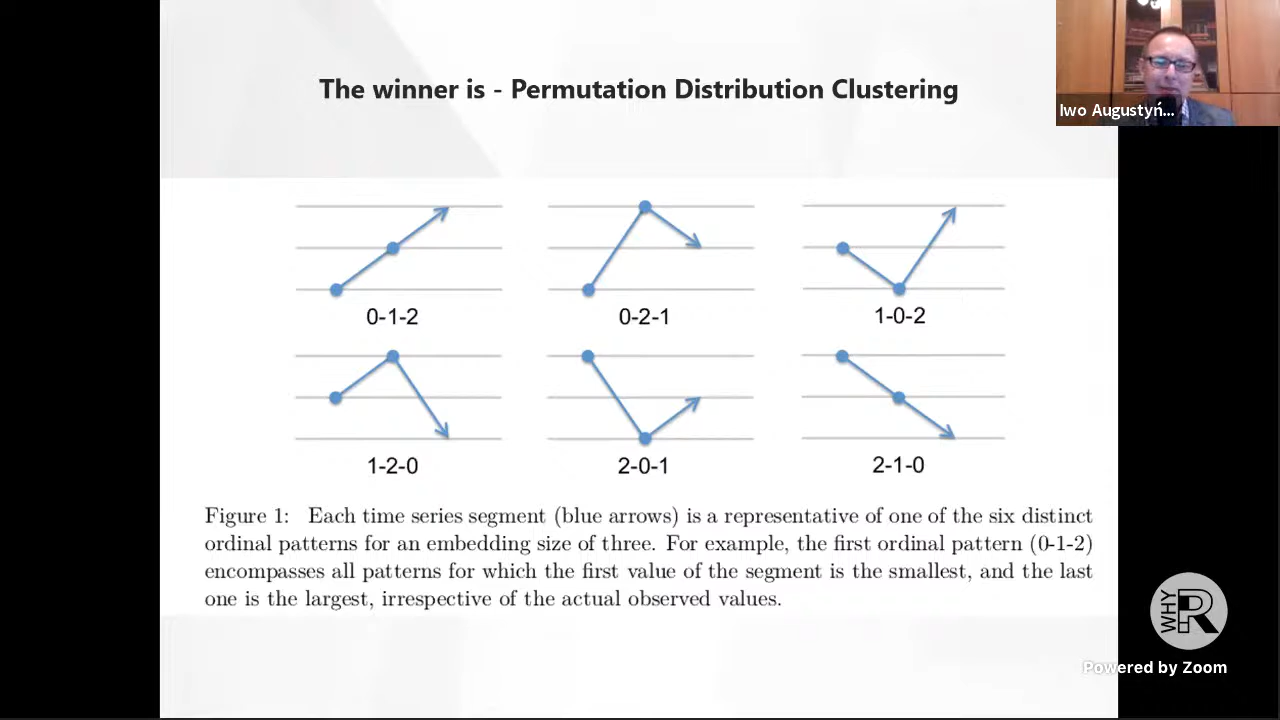 The winner is - Permutation Distribution Clustering
Iwo Augustyń...
0-1-2
0-2-1
1-0-2
1-2-0
2-0-1
2-1-0
Figure 1: Each time series segment (blue arrows) is a representative of one of the six distinct
ordinal patterns for an embedding size of three. For example, the first ordinal pattern (0-1-2)
encompasses all patterns for which the first value of the segment is the smallest, and the last
one is the largest, irrespective of the actual observed values.
WHY R
Powered by Zoom